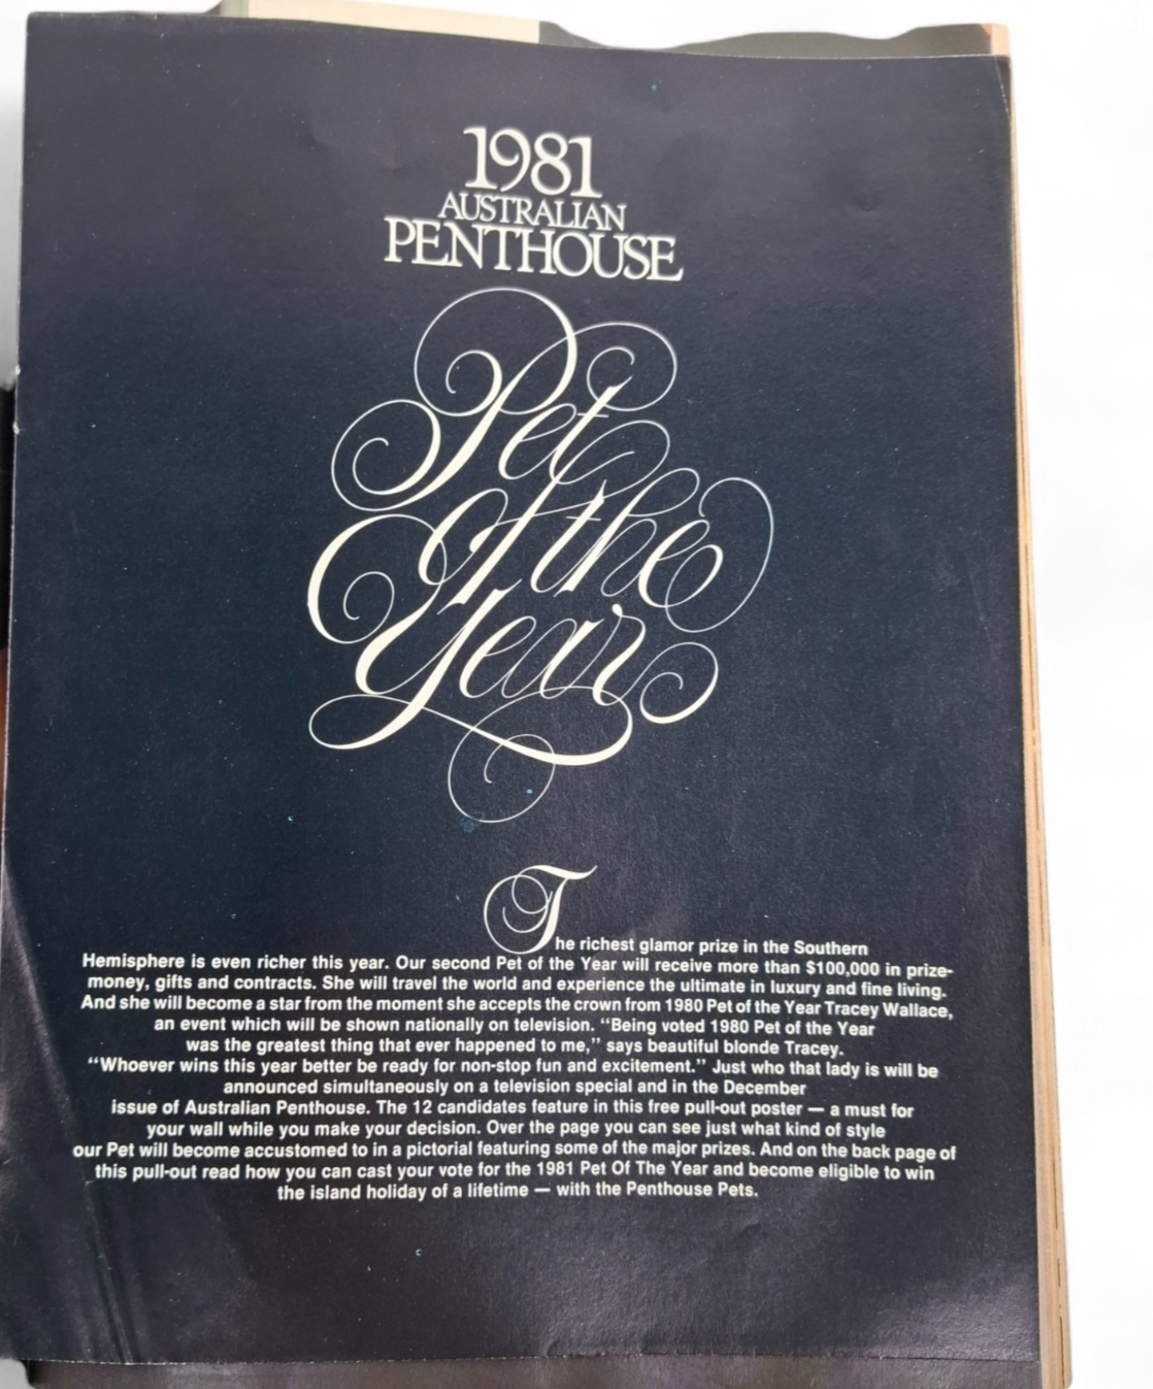 1981
AUSTRALIAN
PENTHOUSE
Pet
of the
Year
The richest glamor prize in the Southern
Hemisphere is even richer this year. Our second Pet of the Year will receive more than $100,000 in prize-
money, gifts and contracts. She will travel the world and experience the ultimate in luxury and fine living.
And she will become a star from the moment she accepts the crown from 1980 Pet of the Year Tracey Wallace,
an event which will be shown nationally on television. “Being voted 1980 Pet of the Year
was the greatest thing that ever happened to me,” says beautiful blonde Tracey.
“Whoever wins this year better be ready for non-stop fun and excitement.” Just who that lady is will be
announced simultaneously on a television special and in the December
issue of Australian Penthouse. The 12 candidates feature in this free pull-out poster — a must for
your wall while you make your decision. Over the page you can see just what kind of style
our Pet will become accustomed to in a pictorial featuring some of the major prizes. And on the back page of
this pull-out read how you can cast your vote for the 1981 Pet Of The Year and become eligible to win
the island holiday of a lifetime — with the Penthouse Pets.